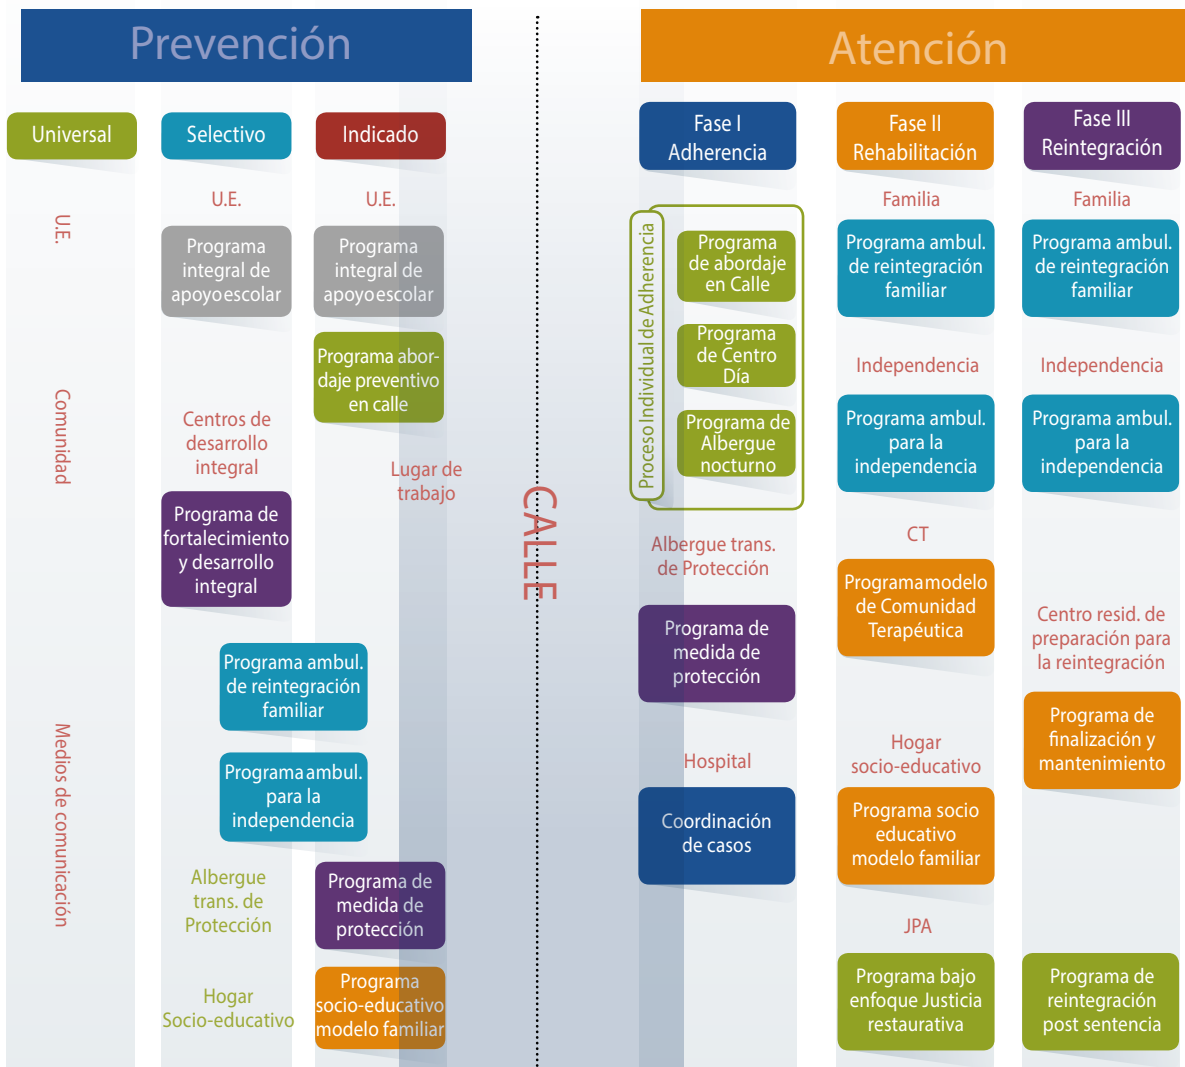 Prevención
Universal
U.E.
Comunidad
Medios de comunicación
Selectivo
U.E.
Programa
integral de
apoyo escolar
Centros de
desarrollo
integral
Programa de
fortalecimiento
y desarrollo
integral
Programa ambul.
de reintegración
familiar
Programa ambul.
para la
independencia
Albergue
trans. de
Protección
Hogar
Socio-educativo
Indicado
U.E.
Programa
integral de
apoyo escolar
Programa abor-
daje preventivo
en calle
Lugar de
trabajo
Programa de
medida de
protección
Programa
socio-educativo
modelo familiar
CALLE
Atención
Fase I
Adherencia
Proceso Individual de Adherencia
Programa
de abordaje
en Calle
Programa
de Centro
Día
Programa de
Albergue
nocturno
Albergue trans.
de Protección
Programa de
medida de
protección
Hospital
Coordinación
de casos
Fase II
Rehabilitación
Familia
Programa ambul.
de reintegración
familiar
Independencia
Programa ambul.
para la
independencia
CT
Programa modelo
de Comunidad
Terapéutica
Hogar
socio-educativo
Programa socio
educativo
modelo familiar
JPA
Programa bajo
enfoque Justicia
restaurativa
Fase III
Reintegración
Familia
Programa ambul.
de reintegración
familiar
Independencia
Programa ambul.
para la
independencia
Centro resid. de
preparación para
la reintegración
Programa de
finalización y
mantenimiento
Programa de
reintegración
post sentencia